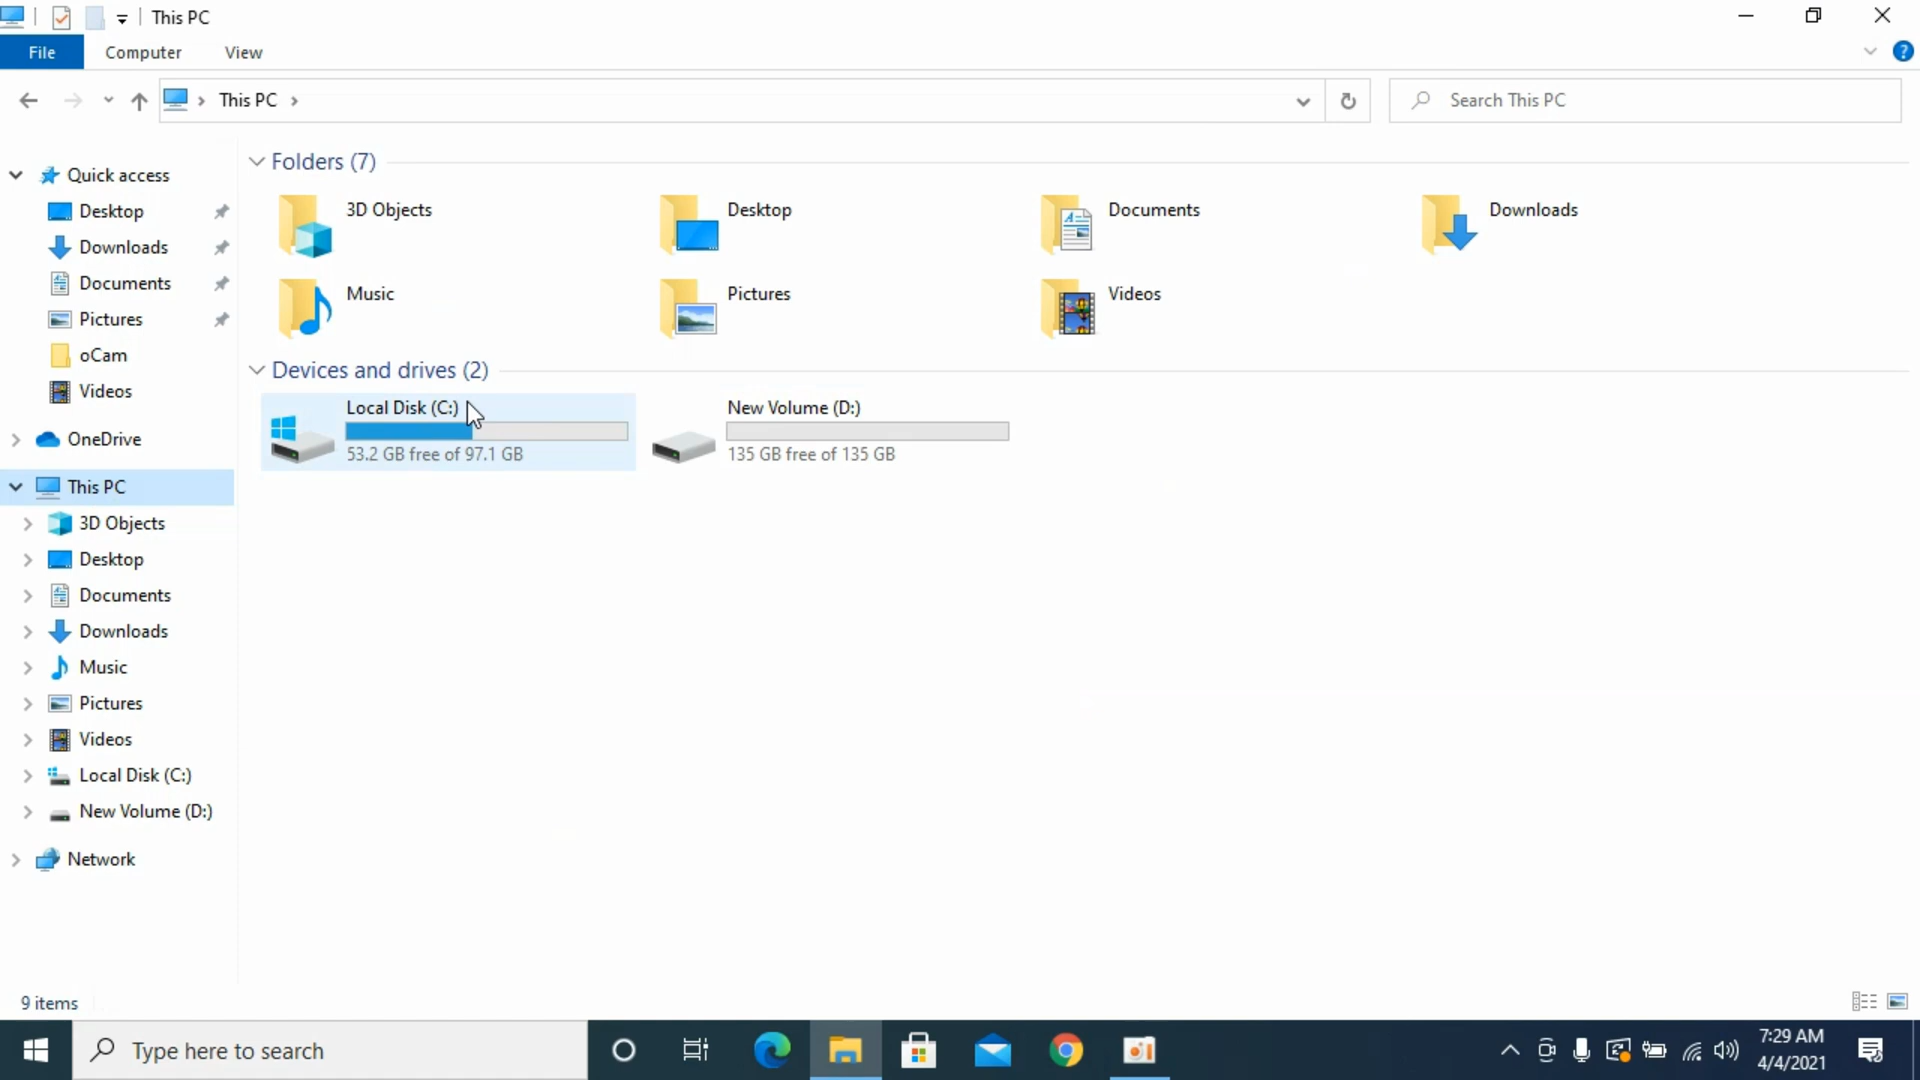 This PC
File
Computer
View
This PC
Search This PC
Quick access
Desktop
Downloads
Documents
Pictures
oCam
Videos
OneDrive
This PC
3D Objects
Desktop
Documents
Downloads
Music
Pictures
Videos
Local Disk (C:)
New Volume (D:)
Network
Folders (7)
3D Objects
Desktop
Documents
Downloads
Music
Pictures
Videos
Devices and drives (2)
Local Disk (C:)
53.2 GB free of 97.1 GB
New Volume (D:)
135 GB free of 135 GB
9 items
Type here to search
7:29 AM
4/4/2021